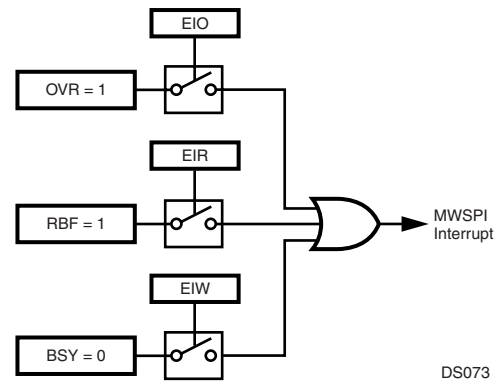 EIO
OVR = 1
EIR
RBF = 1
MWSPI
Interrupt
EIW
BSY = 0
DS073